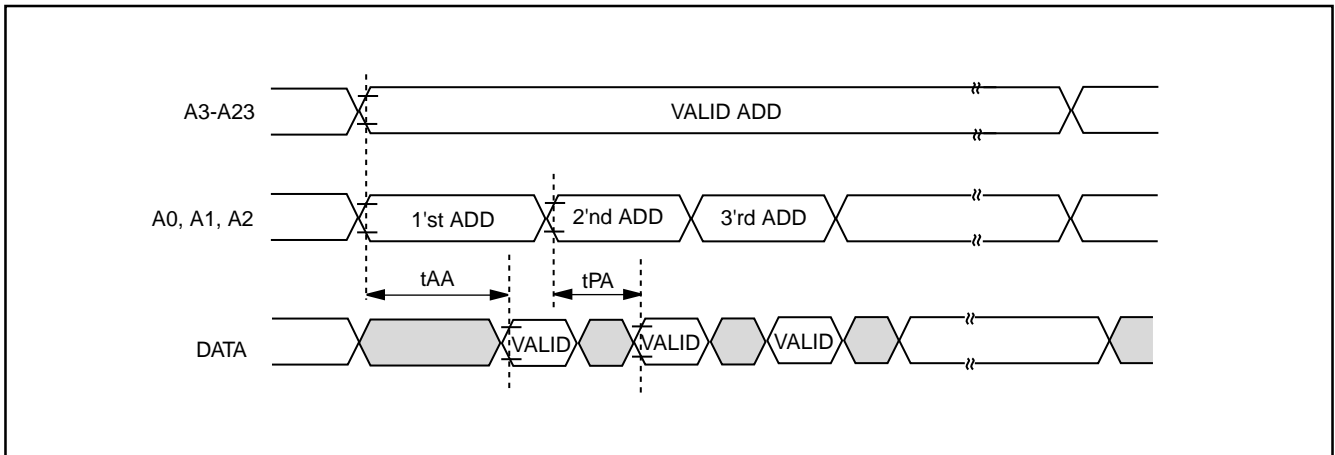 A3-A23
VALID ADD
A0, A1, A2
1'st ADD
2'nd ADD
3'rd ADD
tAA
tPA
DATA
VALID
VALID
VALID